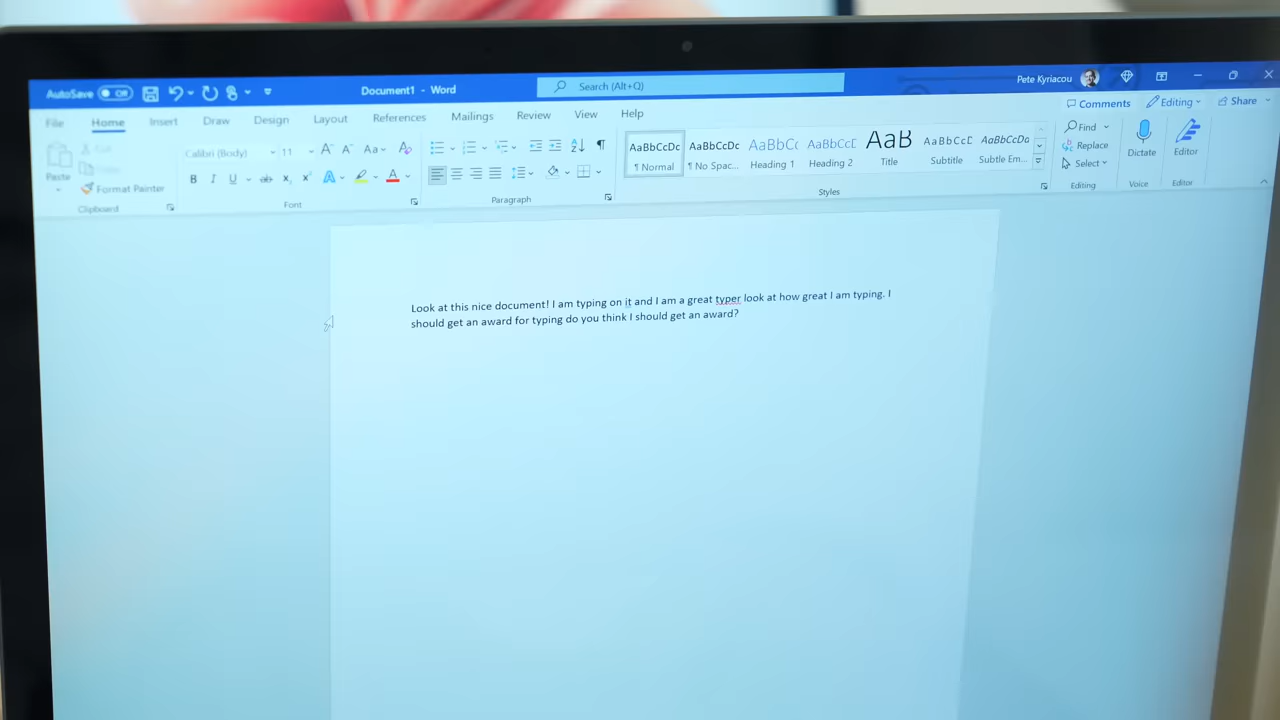 AutoSave Off
Document1 - Word
Search (Alt+Q)
Pete Kyriacou
File Home Insert Draw Design Layout References Mailings Review View Help
Comments Editing Share
Paste
Cut
Format Painter
Clipboard
Calibri (Body) 11
Font
Paragraph
AaBbCcDc AaBbCcDc AaBbCc AaBbCcD AaB AaBbCcD AaBbCcDc
Normal No Spac... Heading 1 Heading 2 Title Subtitle Subtle Em...
Styles
Find
Replace
Select
Editing
Dictate
Voice
Editor
Editor
Look at this nice document! I am typing on it and I am a great typer look at how great I am typing. I
should get an award for typing do you think I should get an award?